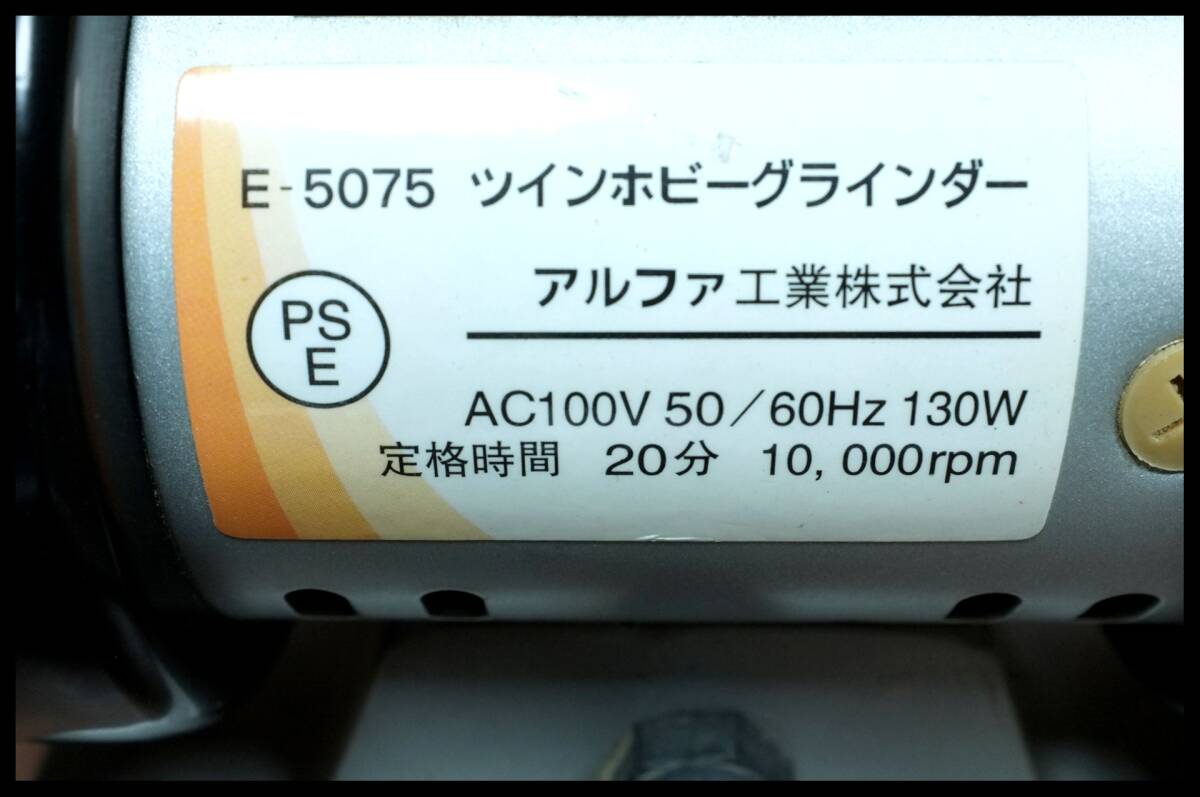 E-5075 ツインホビーグラインダー
アルファ工業株式会社
PS
E
AC100V 50／60Hz 130W
定格時間 20分 10,000rpm